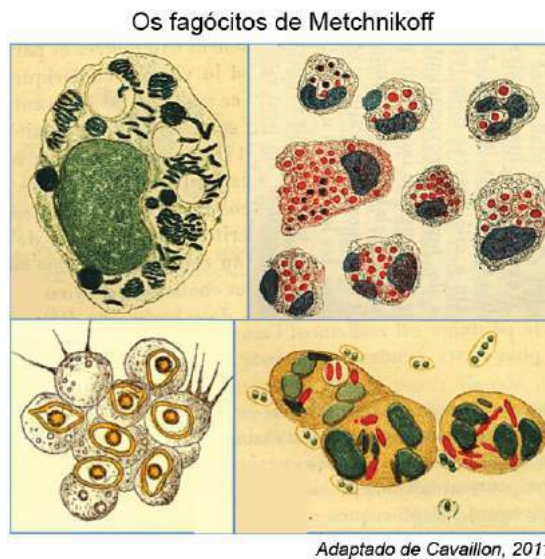 Os fagócitos de Metchnikoff
Adaptado de Cavaillon, 201